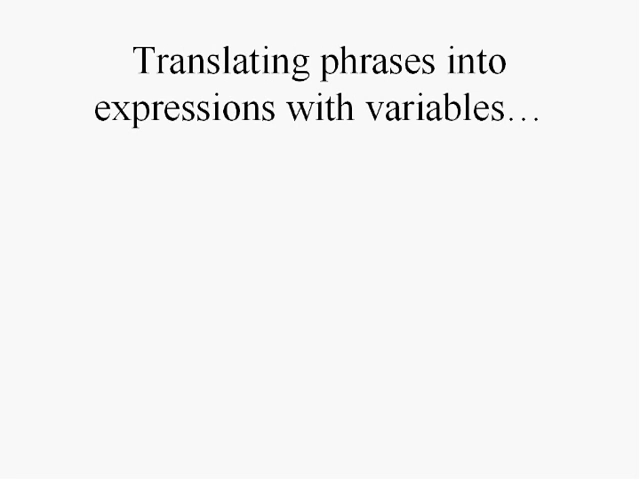 Translating phrases into
expressions with variables…